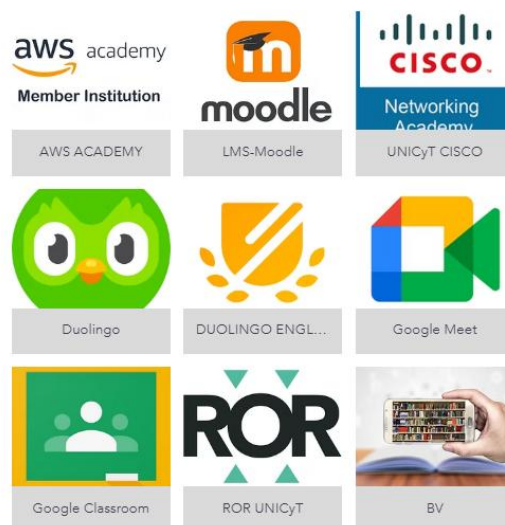 aws academy
Member Institution
AWS ACADEMY
moodle
LMS-Moodle
CISCO
Networking
Academy
UNICyT CISCO
Duolingo
DUOLINGO ENGL...
Google Meet
Google Classroom
ROR
ROR UNICyT
BV